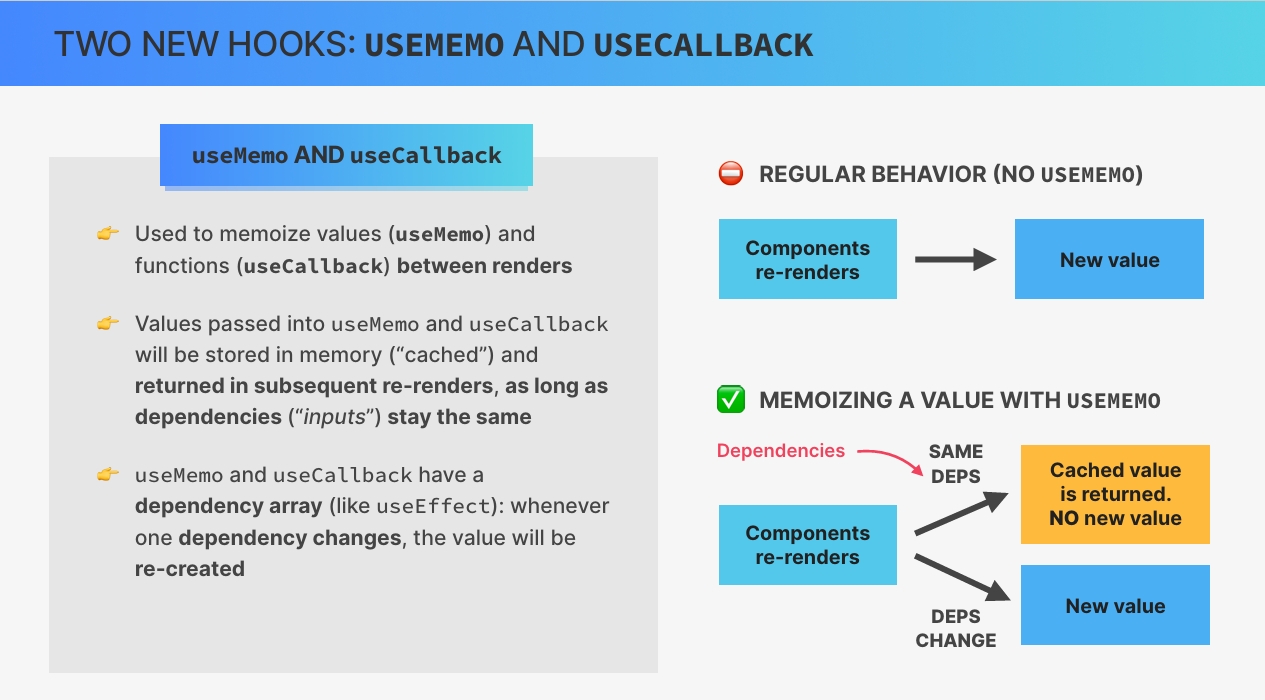 TWO NEW HOOKS: USEMEMO AND USECALLBACK
useMemo AND useCallback
👉 Used to memoize values (useMemo) and
functions (useCallback) between renders
👉 Values passed into useMemo and useCallback
will be stored in memory (“cached”) and
returned in subsequent re-renders, as long as
dependencies (“inputs”) stay the same
👉 useMemo and useCallback have a
dependency array (like useEffect): whenever
one dependency changes, the value will be
re-created
⛔ REGULAR BEHAVIOR (NO USEMEMO)
Components
re-renders
New value
✅ MEMOIZING A VALUE WITH USEMEMO
Dependencies
SAME
DEPS
Components
re-renders
Cached value
is returned.
NO new value
DEPS
CHANGE
New value